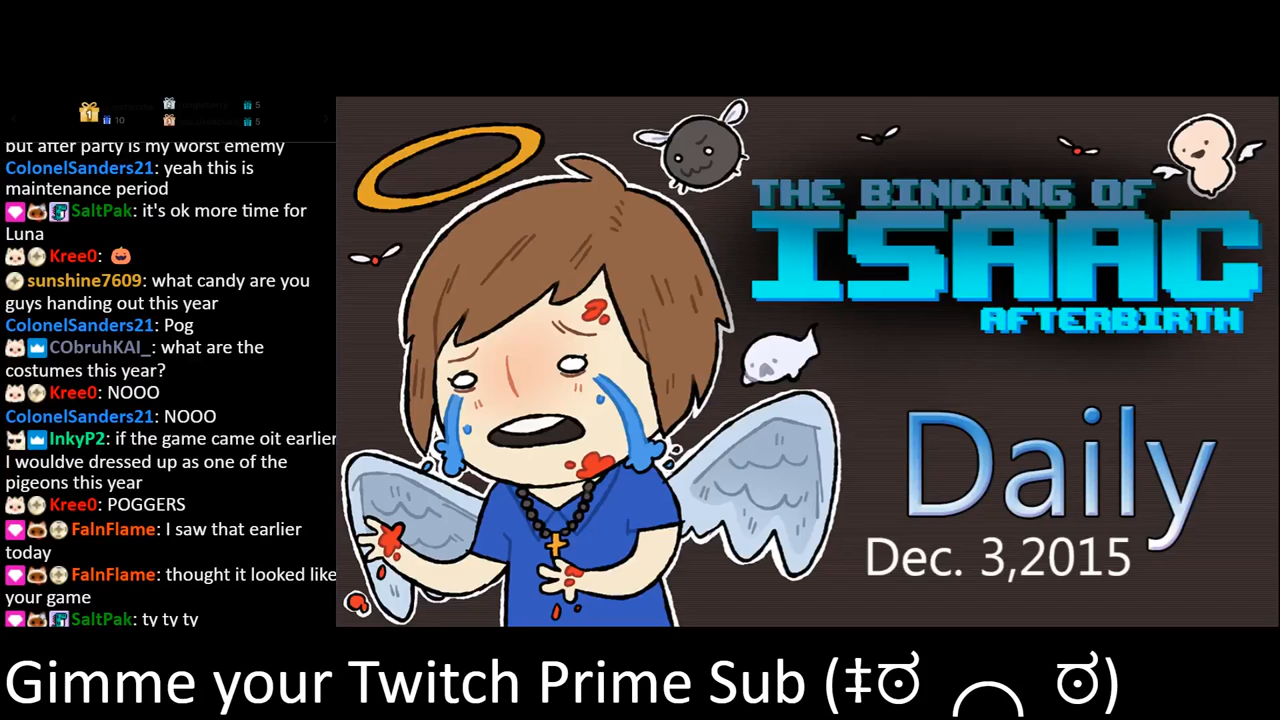 1
10
5
5
but after party is my worst ememy
ColonelSanders21: yeah this is
maintenance period
SaltPak: it's ok more time for
Luna
Kree0: 🎃
sunshine7609: what candy are you
guys handing out this year
ColonelSanders21: Pog
CObruhKAI_: what are the
costumes this year?
Kree0: NOOO
ColonelSanders21: NOOO
InkyP2: if the game came oit earlier
I wouldve dressed up as one of the
pigeons this year
Kree0: POGGERS
FalnFlame: I saw that earlier
today
FalnFlame: thought it looked like
your game
SaltPak: ty ty ty
THE BINDING OF
ISAAC
AFTERBIRTH
Daily
Dec. 3,2015
Gimme your Twitch Prime Sub (‡ಠ ⁔ ಠ)